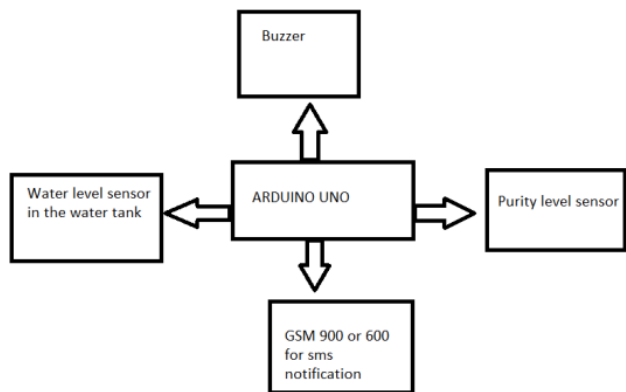 Buzzer
Water level sensor
in the water tank
ARDUINO UNO
Purity level sensor
GSM 900 or 600
for sms
notification